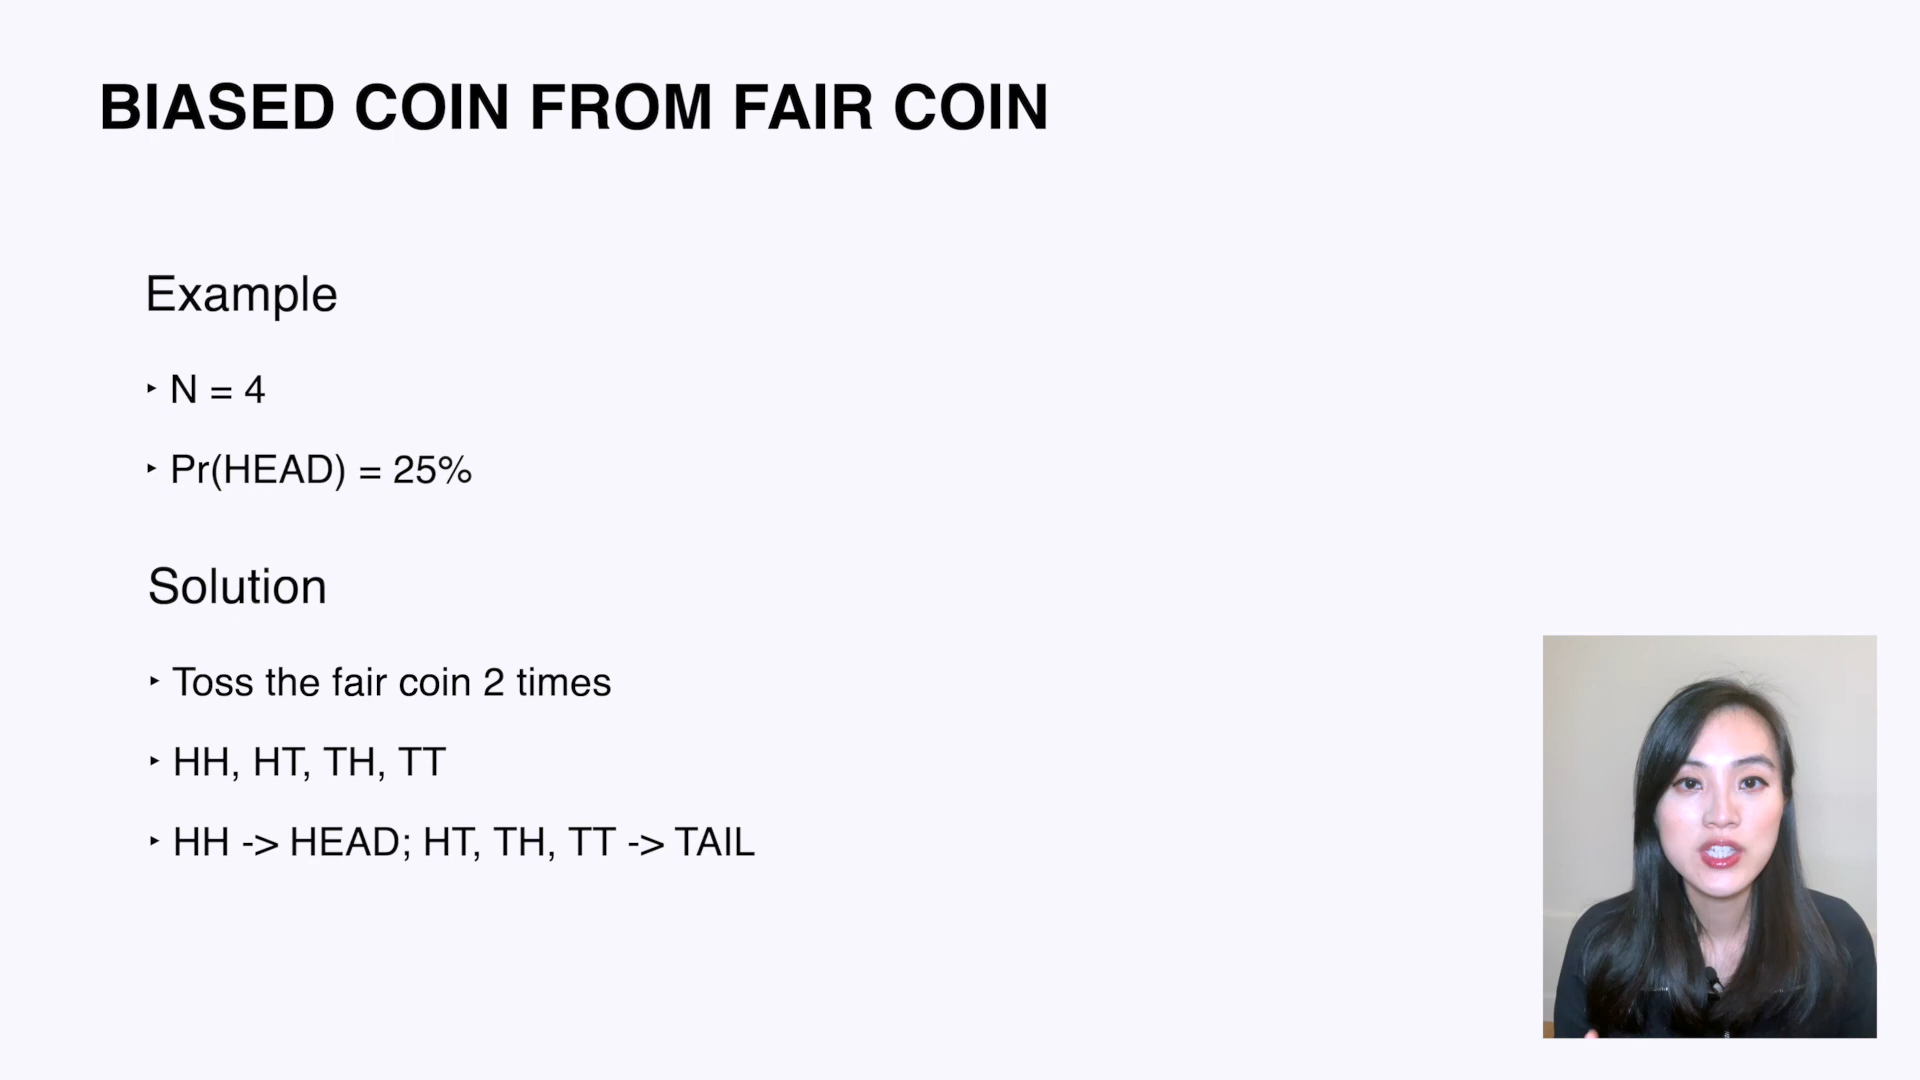 BIASED COIN FROM FAIR COIN
Example
‣ N = 4
‣ Pr(HEAD) = 25%
Solution
‣ Toss the fair coin 2 times
‣ HH, HT, TH, TT
‣ HH -> HEAD; HT, TH, TT -> TAIL